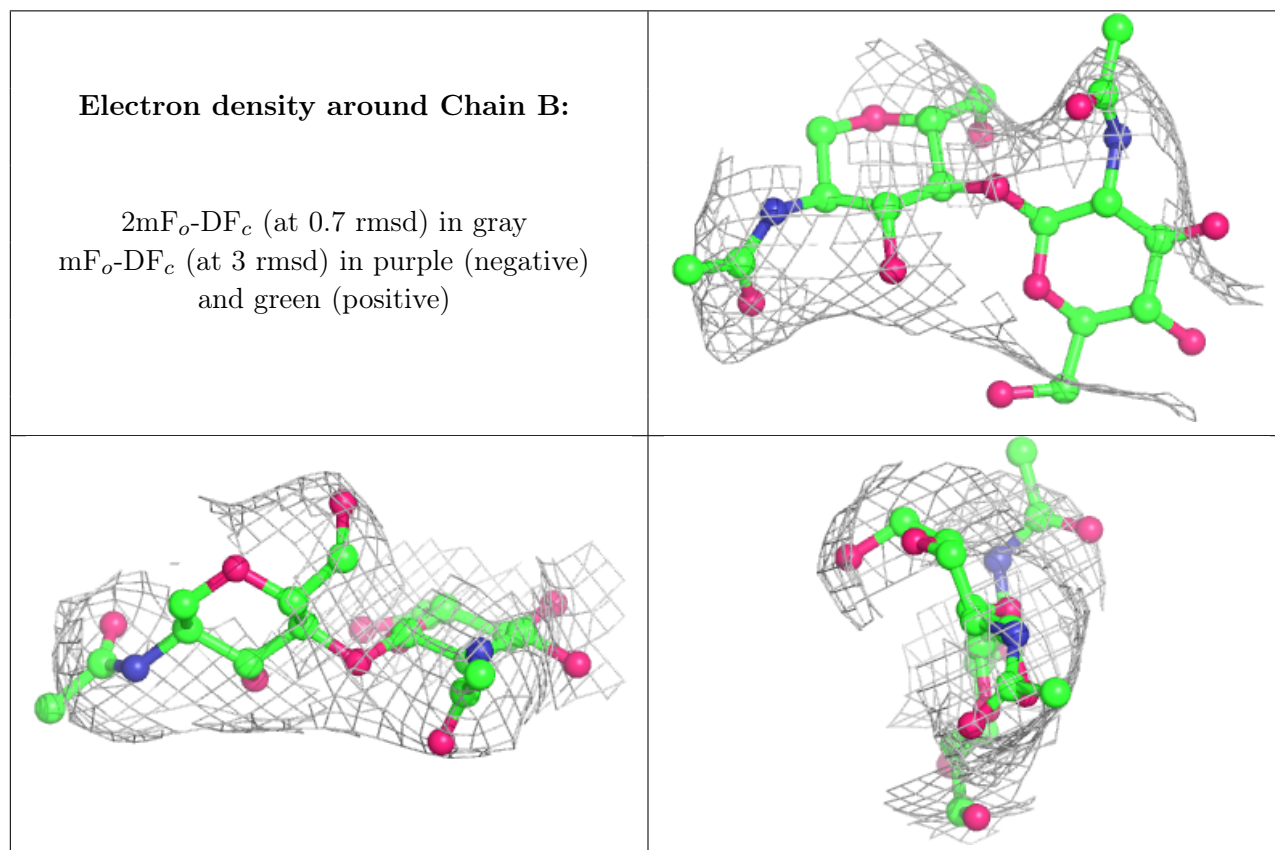 Electron density around Chain B:
2mFₒ-DF𝒸 (at 0.7 rmsd) in gray
mFₒ-DF𝒸 (at 3 rmsd) in purple (negative)
and green (positive)